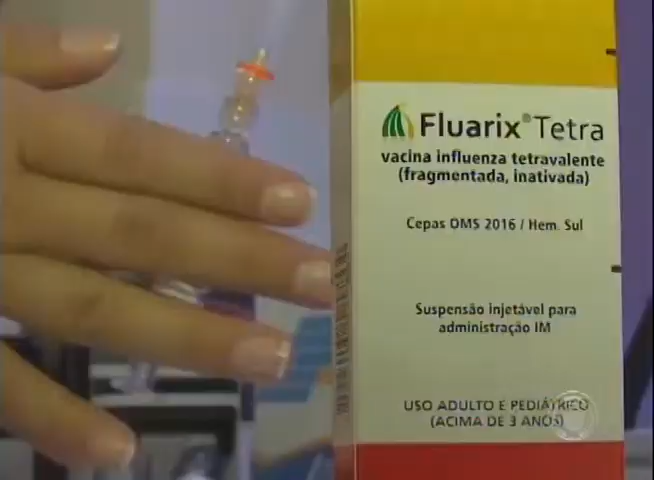 Fluarix® Tetra
vacina influenza tetravalente
(fragmentada, inativada)
Cepas OMS 2016 / Hem. Sul
Suspensão injetável para
administração IM
USO ADULTO E PEDIÁTRICO
(ACIMA DE 3 ANOS)